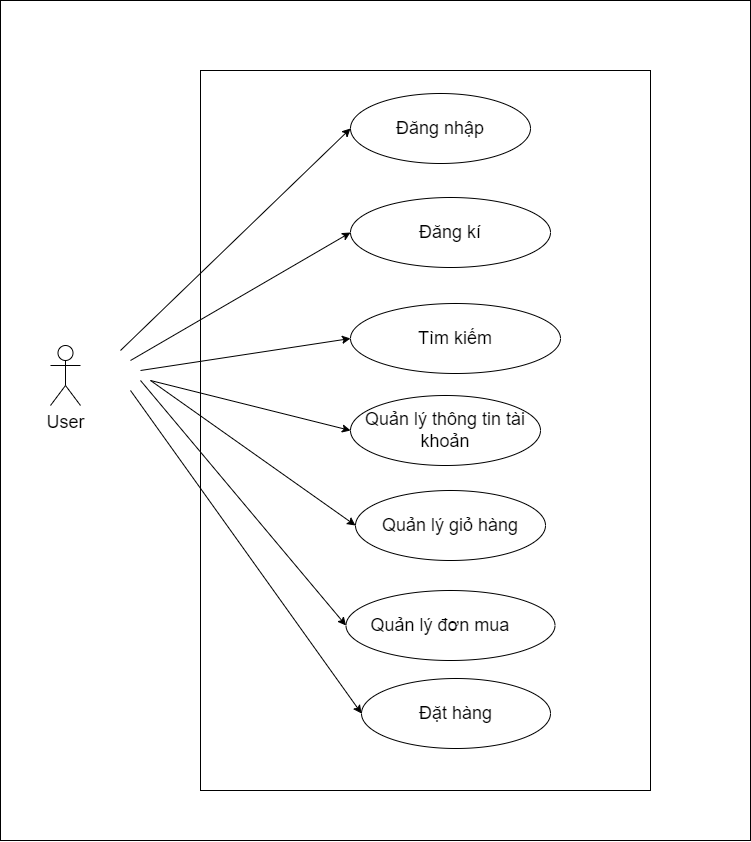 Đăng nhập
Đăng kí
Tìm kiếm
User
Quản lý thông tin tài
khoản
Quản lý giỏ hàng
Quản lý đơn mua
Đặt hàng